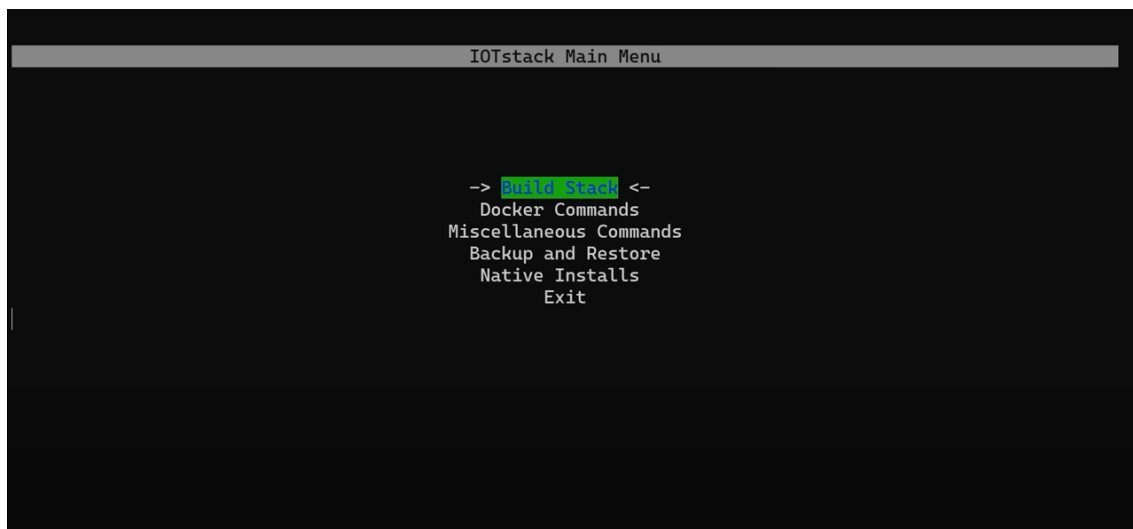 IOTstack Main Menu
-> Build Stack <-
Docker Commands
Miscellaneous Commands
Backup and Restore
Native Installs
Exit